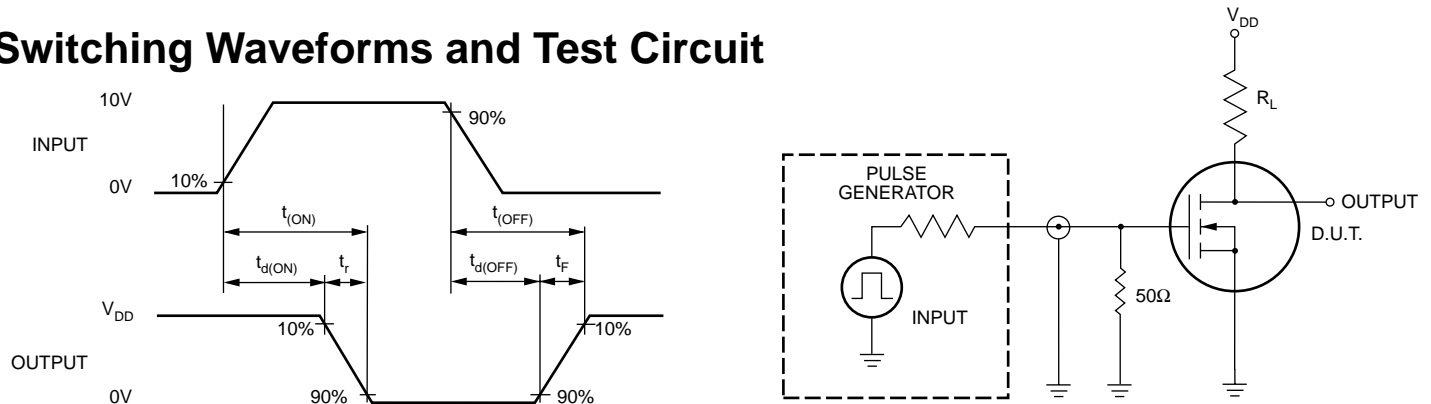 Switching Waveforms and Test Circuit
10V
INPUT
0V
10%
90%
t(ON)
t(OFF)
td(ON)
tr
td(OFF)
tF
VDD
OUTPUT
0V
10%
10%
90%
90%
VDD
RL
PULSE
GENERATOR
INPUT
50Ω
OUTPUT
D.U.T.